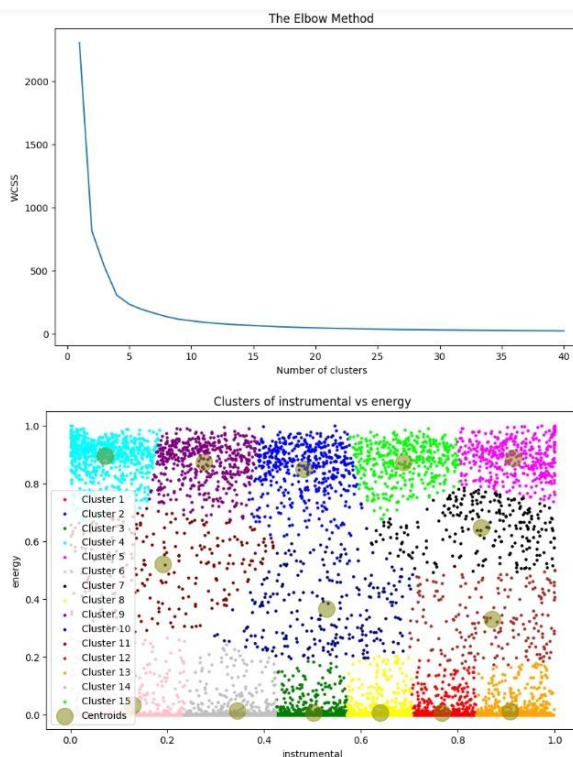 The Elbow Method
2000
1500
1000
500
0
WCSS
0 5 10 15 20 25 30 35 40
Number of clusters
Clusters of instrumental vs energy
1.0
0.8
0.6
0.4
0.2
0.0
energy
Cluster 1
Cluster 2
Cluster 3
Cluster 4
Cluster 5
Cluster 6
Cluster 7
Cluster 8
Cluster 9
Cluster 10
Cluster 11
Cluster 12
Cluster 13
Cluster 14
Cluster 15
Centroids
0.0 0.2 0.4 0.6 0.8 1.0
instrumental